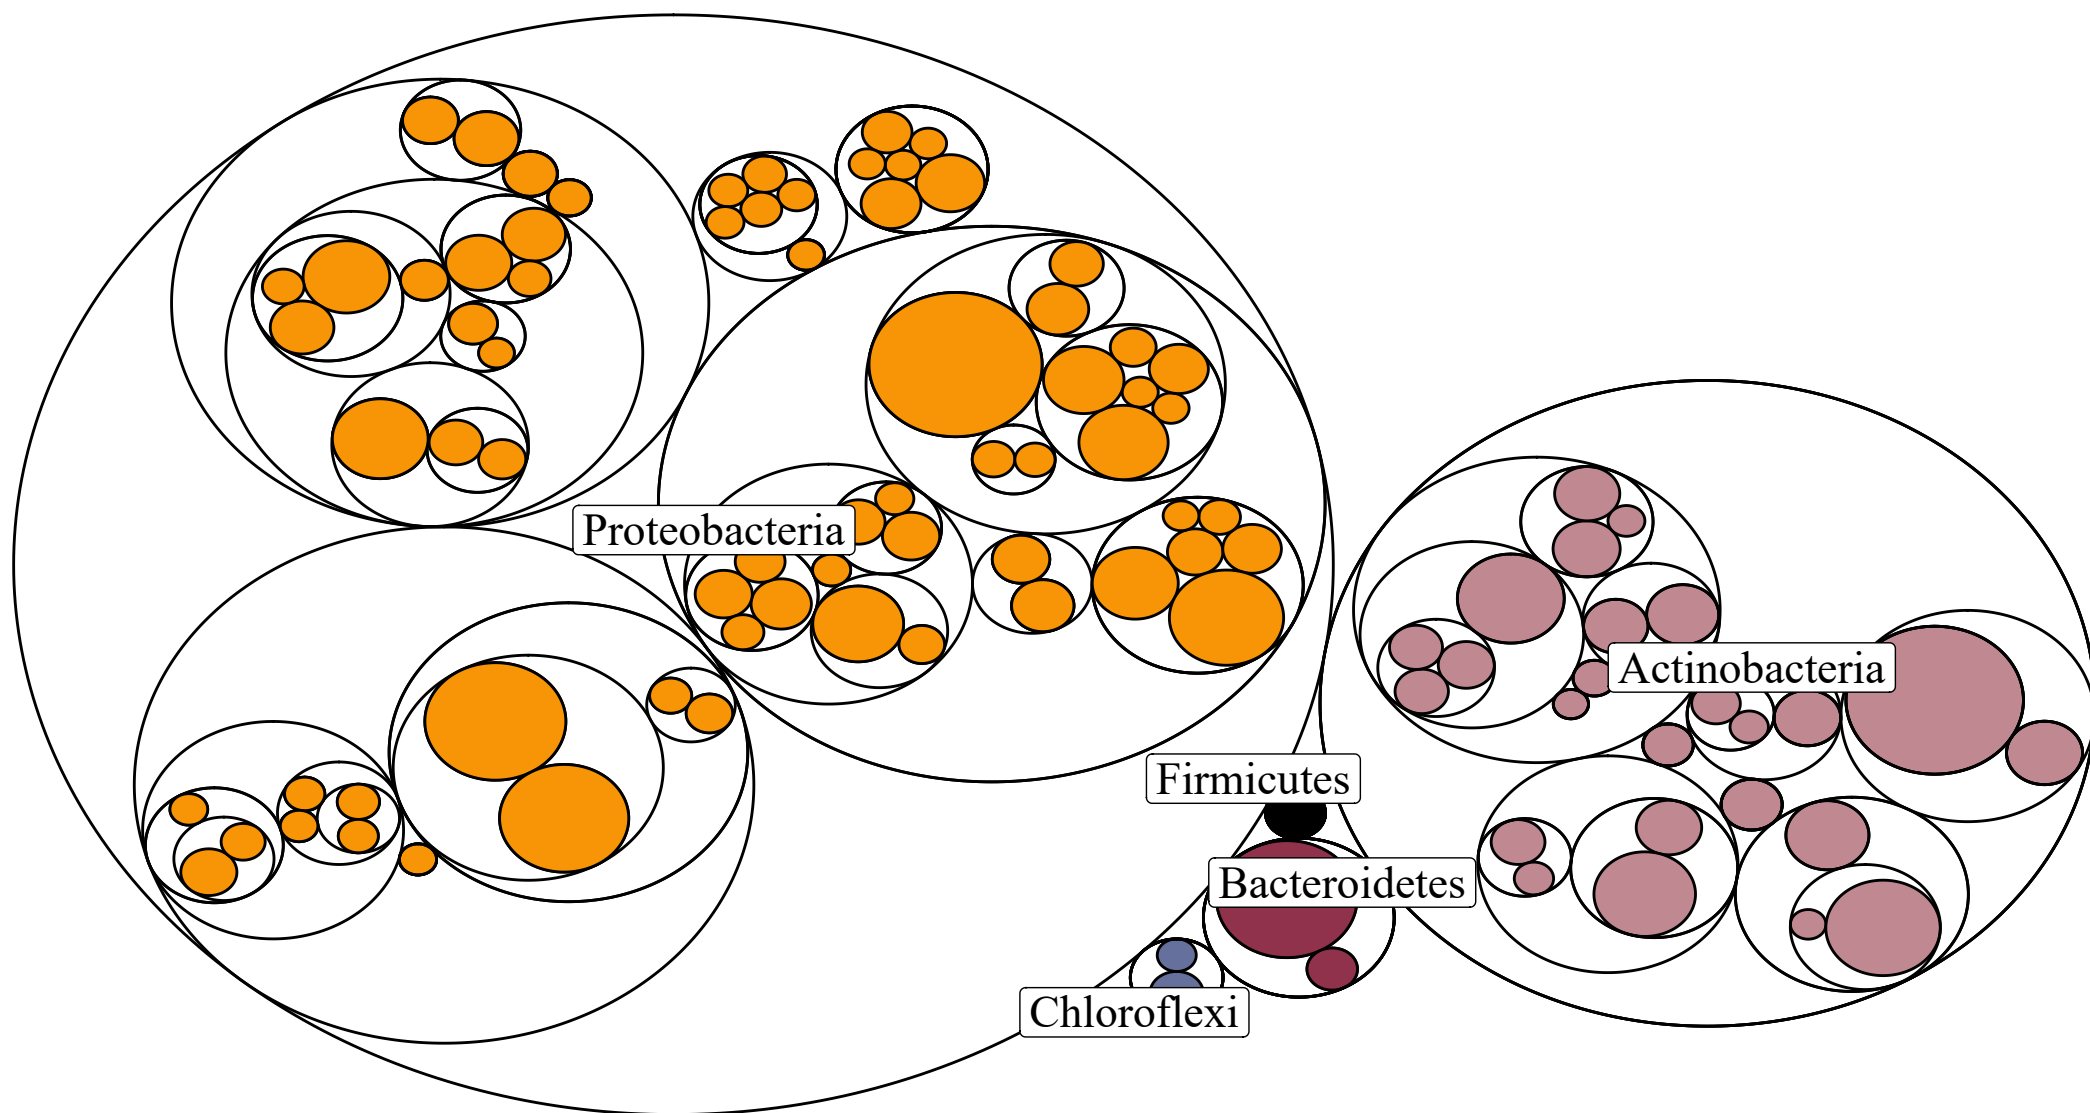 Proteobacteria
Actinobacteria
Firmicutes
Bacteroidetes
Chloroflexi